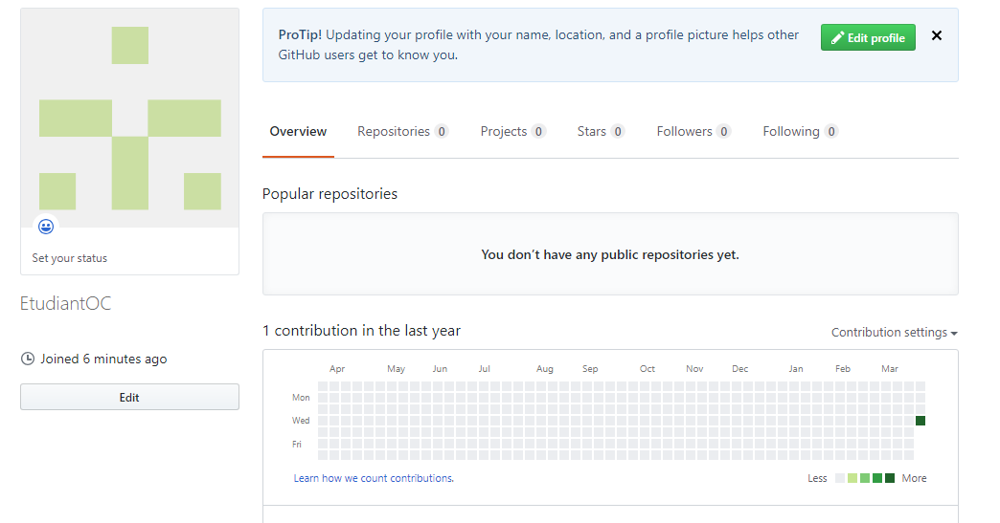 ProTip! Updating your profile with your name, location, and a profile picture helps other
GitHub users get to know you.
Edit profile
Overview
Repositories 0
Projects 0
Stars 0
Followers 0
Following 0
Set your status
EtudiantOC
Joined 6 minutes ago
Edit
Popular repositories
You don’t have any public repositories yet.
1 contribution in the last year
Contribution settings
Apr May Jun Jul Aug Sep Oct Nov Dec Jan Feb Mar
Mon
Wed
Fri
Learn how we count contributions.
Less More